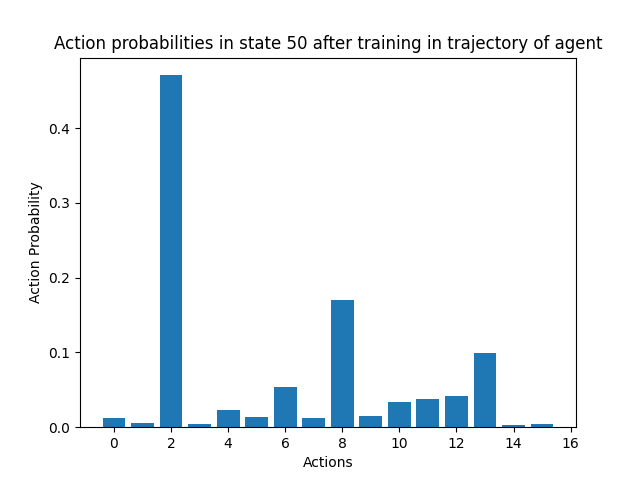 Action probabilities in state 50 after training in trajectory of agent
Action Probability
0.4
0.3
0.2
0.1
0.0
0 2 4 6 8 10 12 14 16
Actions